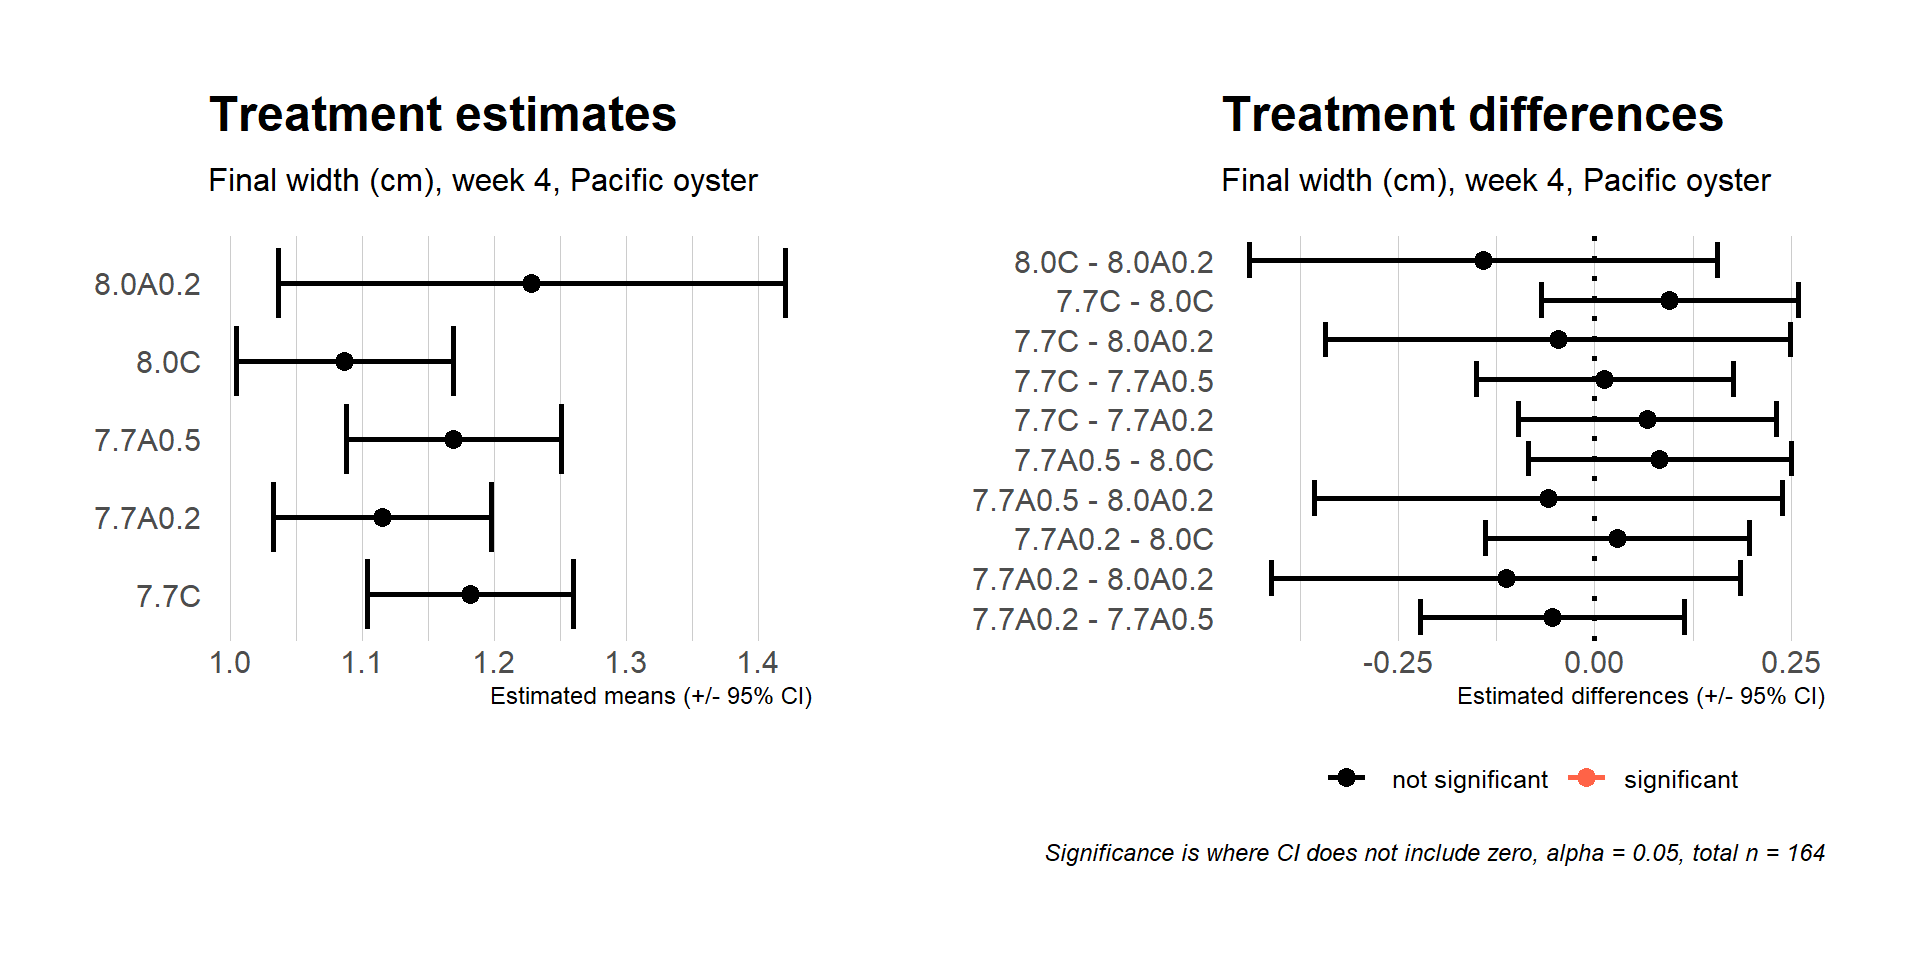 Treatment estimates
Final width (cm), week 4, Pacific oyster
8.0A0.2
8.0C
7.7A0.5
7.7A0.2
7.7C
1.0 1.1 1.2 1.3 1.4
Estimated means (+/- 95% CI)
Treatment differences
Final width (cm), week 4, Pacific oyster
8.0C - 8.0A0.2
7.7C - 8.0C
7.7C - 8.0A0.2
7.7C - 7.7A0.5
7.7C - 7.7A0.2
7.7A0.5 - 8.0C
7.7A0.5 - 8.0A0.2
7.7A0.2 - 8.0C
7.7A0.2 - 8.0A0.2
7.7A0.2 - 7.7A0.5
-0.25 0.00 0.25
Estimated differences (+/- 95% CI)
not significant significant
Significance is where CI does not include zero, alpha = 0.05, total n = 164